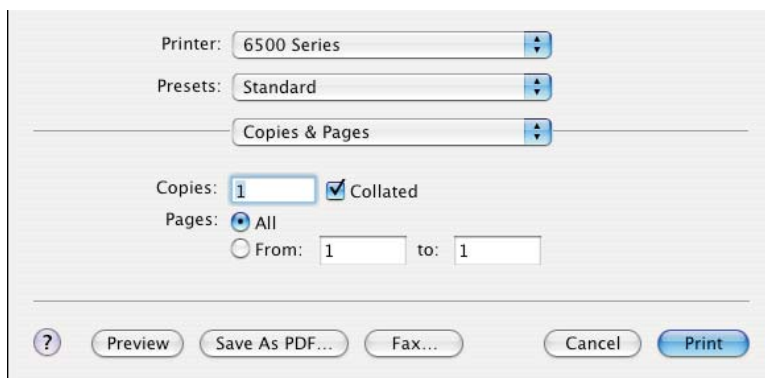 Printer: 6500 Series
Presets: Standard
Copies & Pages
Copies: 1 Collated
Pages: All
From: 1 to: 1
? Preview Save As PDF... Fax... Cancel Print